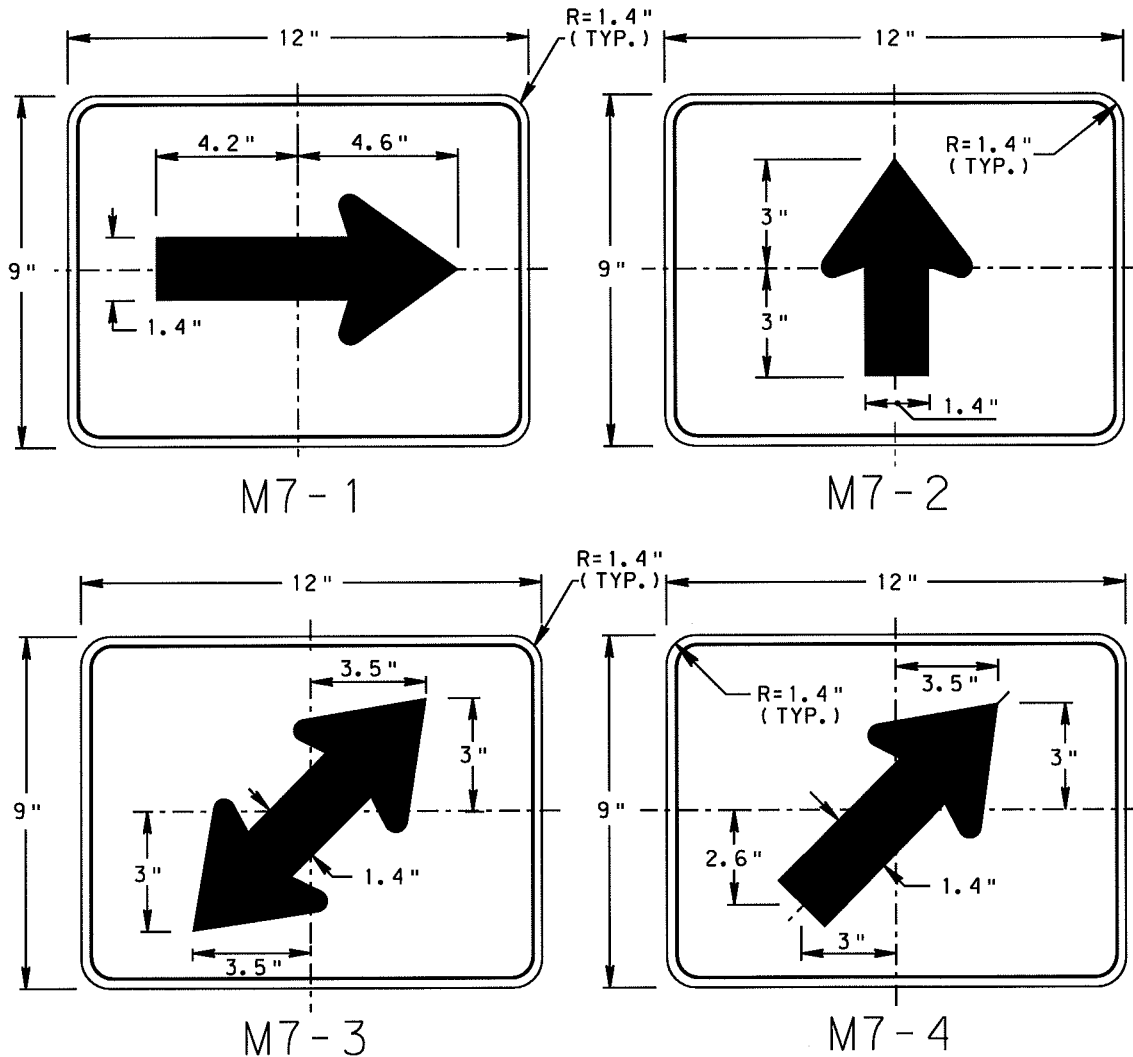 R=1.4"
(TYP.)
12"
4.2"
4.6"
9"
1.4"
M7-1
12"
R=1.4"
(TYP.)
3"
9"
3"
1.4"
M7-2
R=1.4"
(TYP.)
12"
3.5"
3"
9"
3"
1.4"
3.5"
M7-3
12"
3.5"
R=1.4"
(TYP.)
3"
9"
2.6"
1.4"
3"
M7-4